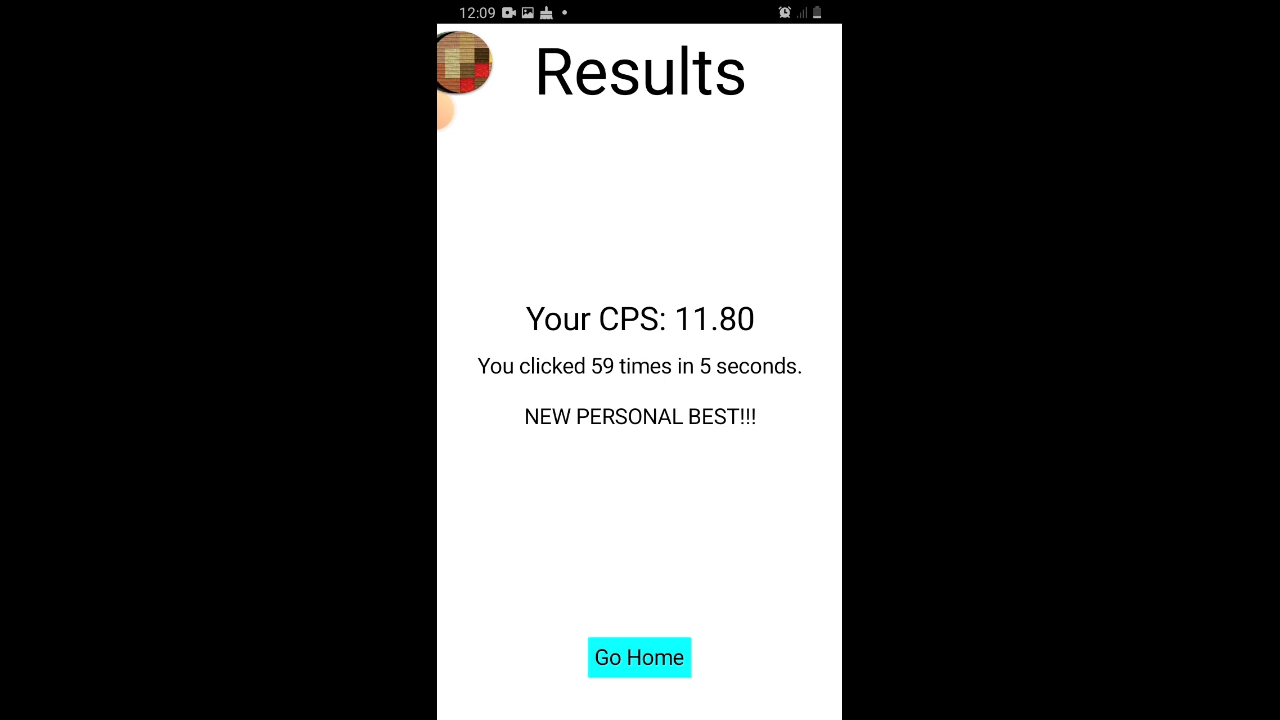 12:09
Results
Your CPS: 11.80
You clicked 59 times in 5 seconds.
NEW PERSONAL BEST!!!
Go Home